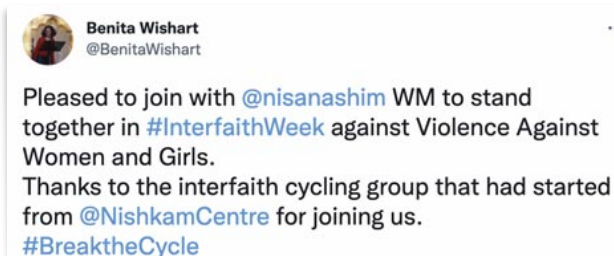 Benita Wishart
@BenitaWishart
Pleased to join with @nisanashim WM to stand
together in #InterfaithWeek against Violence Against
Women and Girls.
Thanks to the interfaith cycling group that had started
from @NishkamCentre for joining us.
#BreaktheCycle